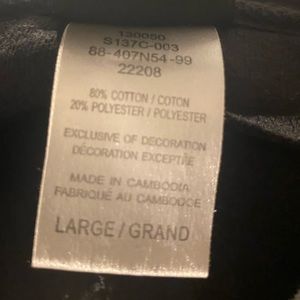 130050
S137C-003
88-407N54-99
22208
80% COTTON / COTON
20% POLYESTER / POLYESTER
EXCLUSIVE OF DECORATION
DÉCORATION EXCEPTÉE
MADE IN CAMBODIA
FABRIQUÉ AU CAMBODGE
LARGE / GRAND